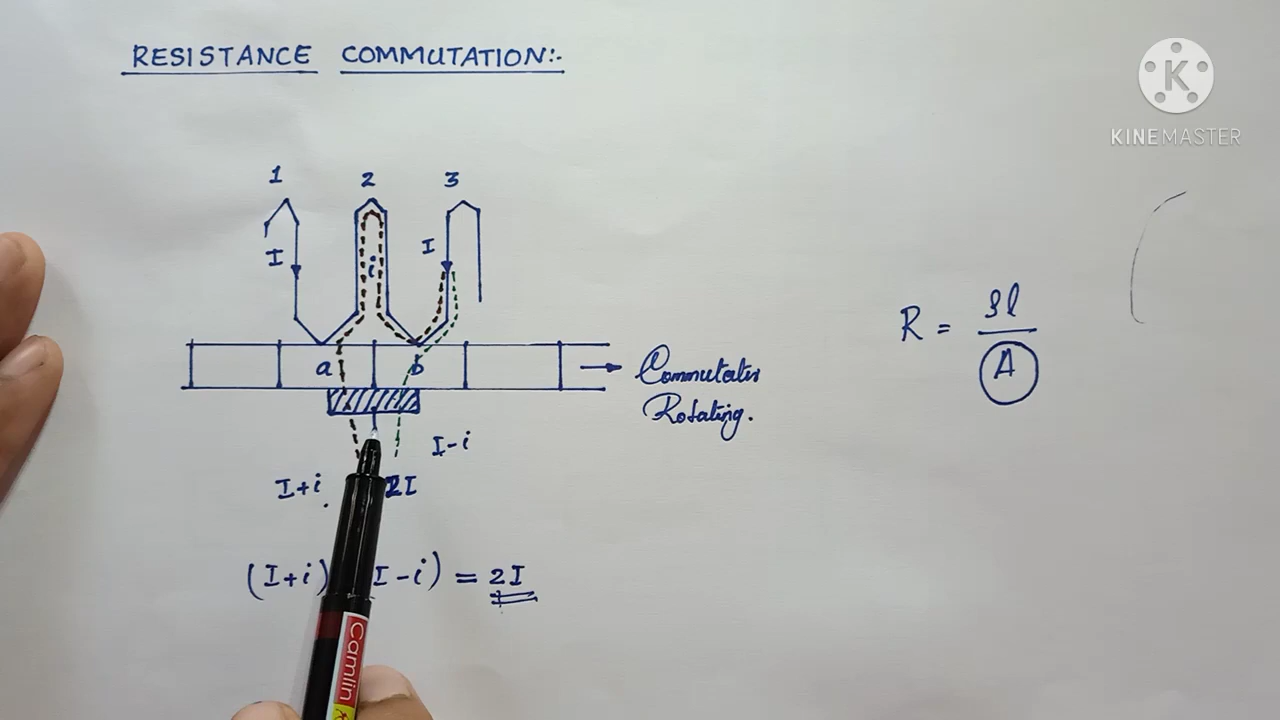 RESISTANCE COMMUTATION:-
KINEMASTER
1 2 3
I i I
a b
Commutator
Rotating.
I-i
I+i 2I
(I+i) I-i) = 2I
R = ρl
A
Camlin